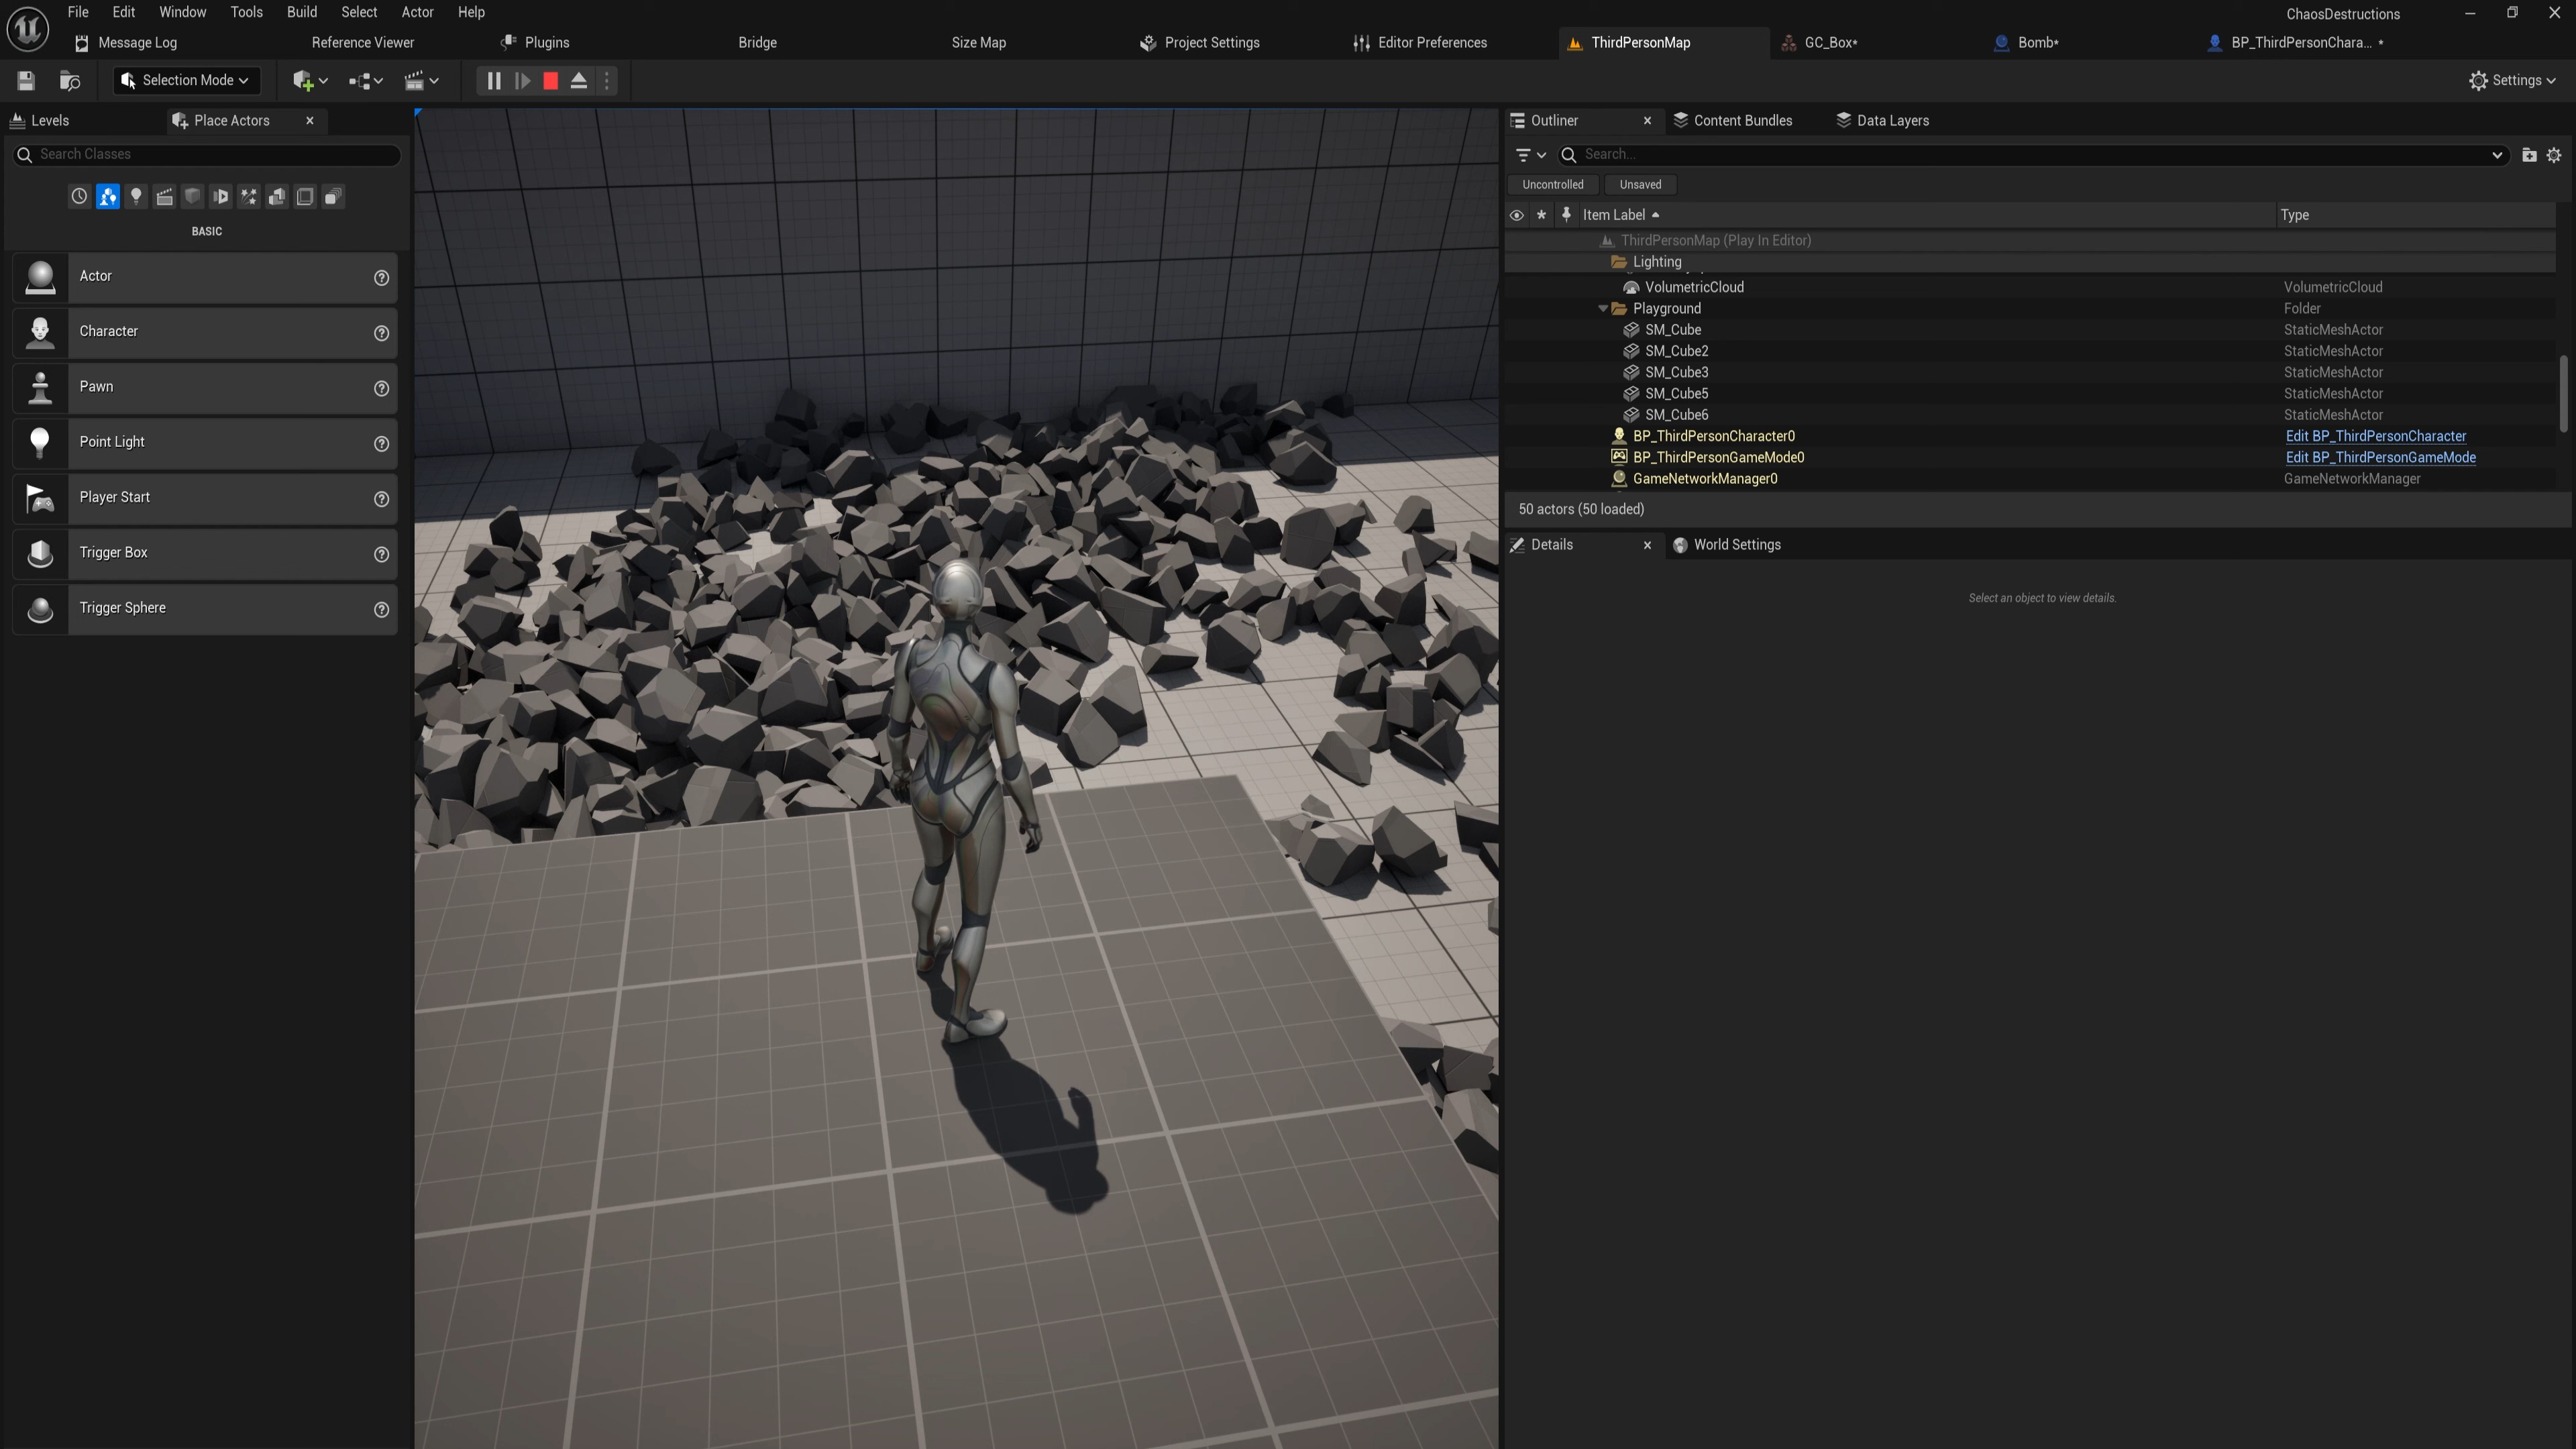 File Edit Window Tools Build Select Actor Help
ChaosDestructions
Message Log Reference Viewer Plugins Bridge Size Map Project Settings Editor Preferences ThirdPersonMap GC_Box* Bomb* BP_ThirdPersonChara... *
Selection Mode
Settings
Levels Place Actors
Outliner Content Bundles Data Layers
Search Classes
Search...
Uncontrolled Unsaved
Item Label Type
BASIC
ThirdPersonMap (Play In Editor)
Lighting
VolumetricCloud VolumetricCloud
Playground Folder
SM_Cube StaticMeshActor
SM_Cube2 StaticMeshActor
SM_Cube3 StaticMeshActor
SM_Cube5 StaticMeshActor
SM_Cube6 StaticMeshActor
BP_ThirdPersonCharacter0 Edit BP_ThirdPersonCharacter
BP_ThirdPersonGameMode0 Edit BP_ThirdPersonGameMode
GameNetworkManager0 GameNetworkManager
50 actors (50 loaded)
Details World Settings
Select an object to view details.
Actor
Character
Pawn
Point Light
Player Start
Trigger Box
Trigger Sphere